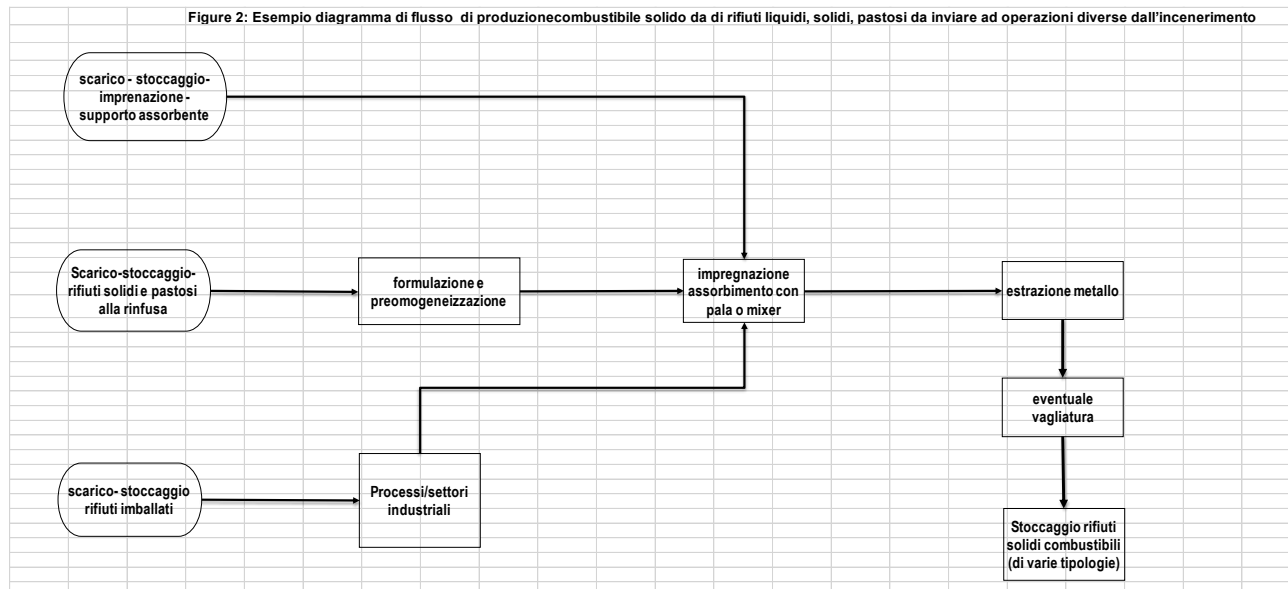 Figure 2: Esempio diagramma di flusso di produzionecombustibile solido da di rifiuti liquidi, solidi, pastosi da inviare ad operazioni diverse dall'incenerimento
scarico - stoccaggio-
imprenazione -
supporto assorbente
Scarico-stoccaggio-
rifiuti solidi e pastosi
alla rinfusa
formulazione e
preomogeneizzazione
impregnazione
assorbimento con
pala o mixer
estrazione metallo
eventuale
vagliatura
scarico- stoccaggio
rifiuti imballati
Processi/settori
industriali
Stoccaggio rifiuti
solidi combustibili
(di varie tipologie)